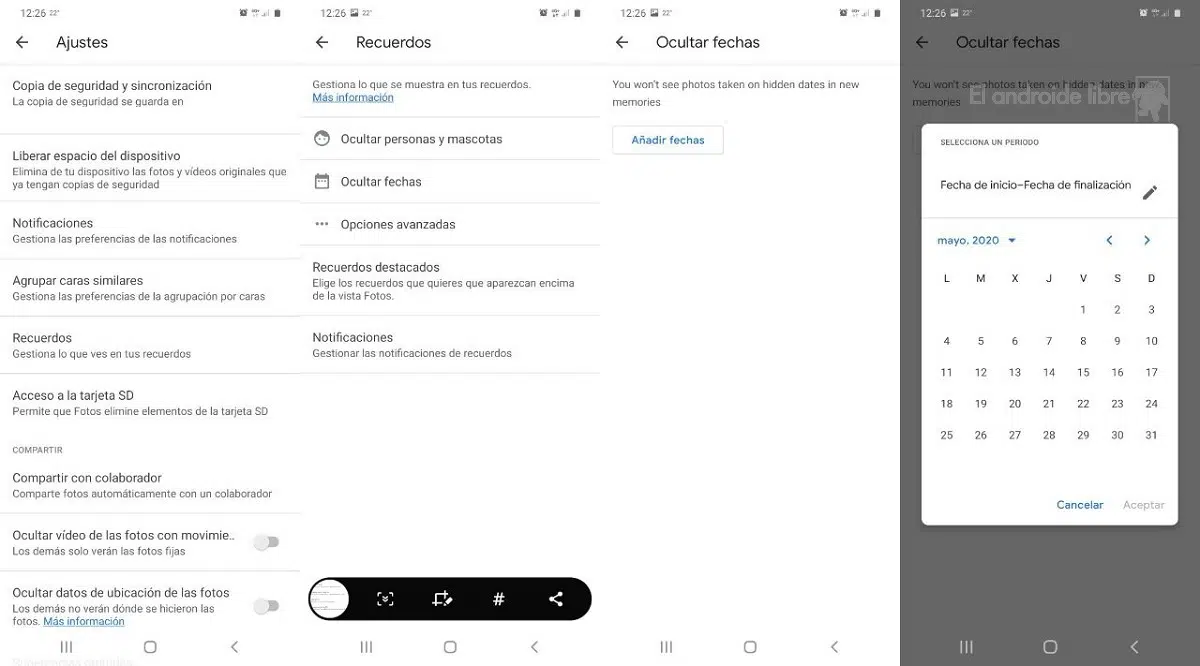 12:26 22°
Ajustes
Copia de seguridad y sincronización
La copia de seguridad se guarda en
Liberar espacio del dispositivo
Elimina de tu dispositivo las fotos y vídeos originales que
ya tengan copias de seguridad
Notificaciones
Gestiona las preferencias de las notificaciones
Agrupar caras similares
Gestiona las preferencias de la agrupación por caras
Recuerdos
Gestiona lo que ves en tus recuerdos
Acceso a la tarjeta SD
Permite que Fotos elimine elementos de la tarjeta SD
COMPARTIR
Compartir con colaborador
Comparte fotos automáticamente con un colaborador
Ocultar vídeo de las fotos con movimie..
Los demás solo verán las fotos fijas
Ocultar datos de ubicación de las fotos
Los demás no verán dónde se hicieron las
fotos. Más información
12:26 22°
Recuerdos
Gestiona lo que se muestra en tus recuerdos.
Más información
Ocultar personas y mascotas
Ocultar fechas
Opciones avanzadas
Recuerdos destacados
Elige los recuerdos que quieres que aparezcan encima
de la vista Fotos.
Notificaciones
Gestionar las notificaciones de recuerdos
#
12:26 22°
Ocultar fechas
You won't see photos taken on hidden dates in new
memories
Añadir fechas
12:26 22°
Ocultar fechas
You won't see photos taken on hidden dates in new
memories
El androide libre
SELECCIONA UN PERIODO
Fecha de inicio–Fecha de finalización
mayo. 2020
L M X J V S D
1 2 3
4 5 6 7 8 9 10
11 12 13 14 15 16 17
18 19 20 21 22 23 24
25 26 27 28 29 30 31
Cancelar Aceptar